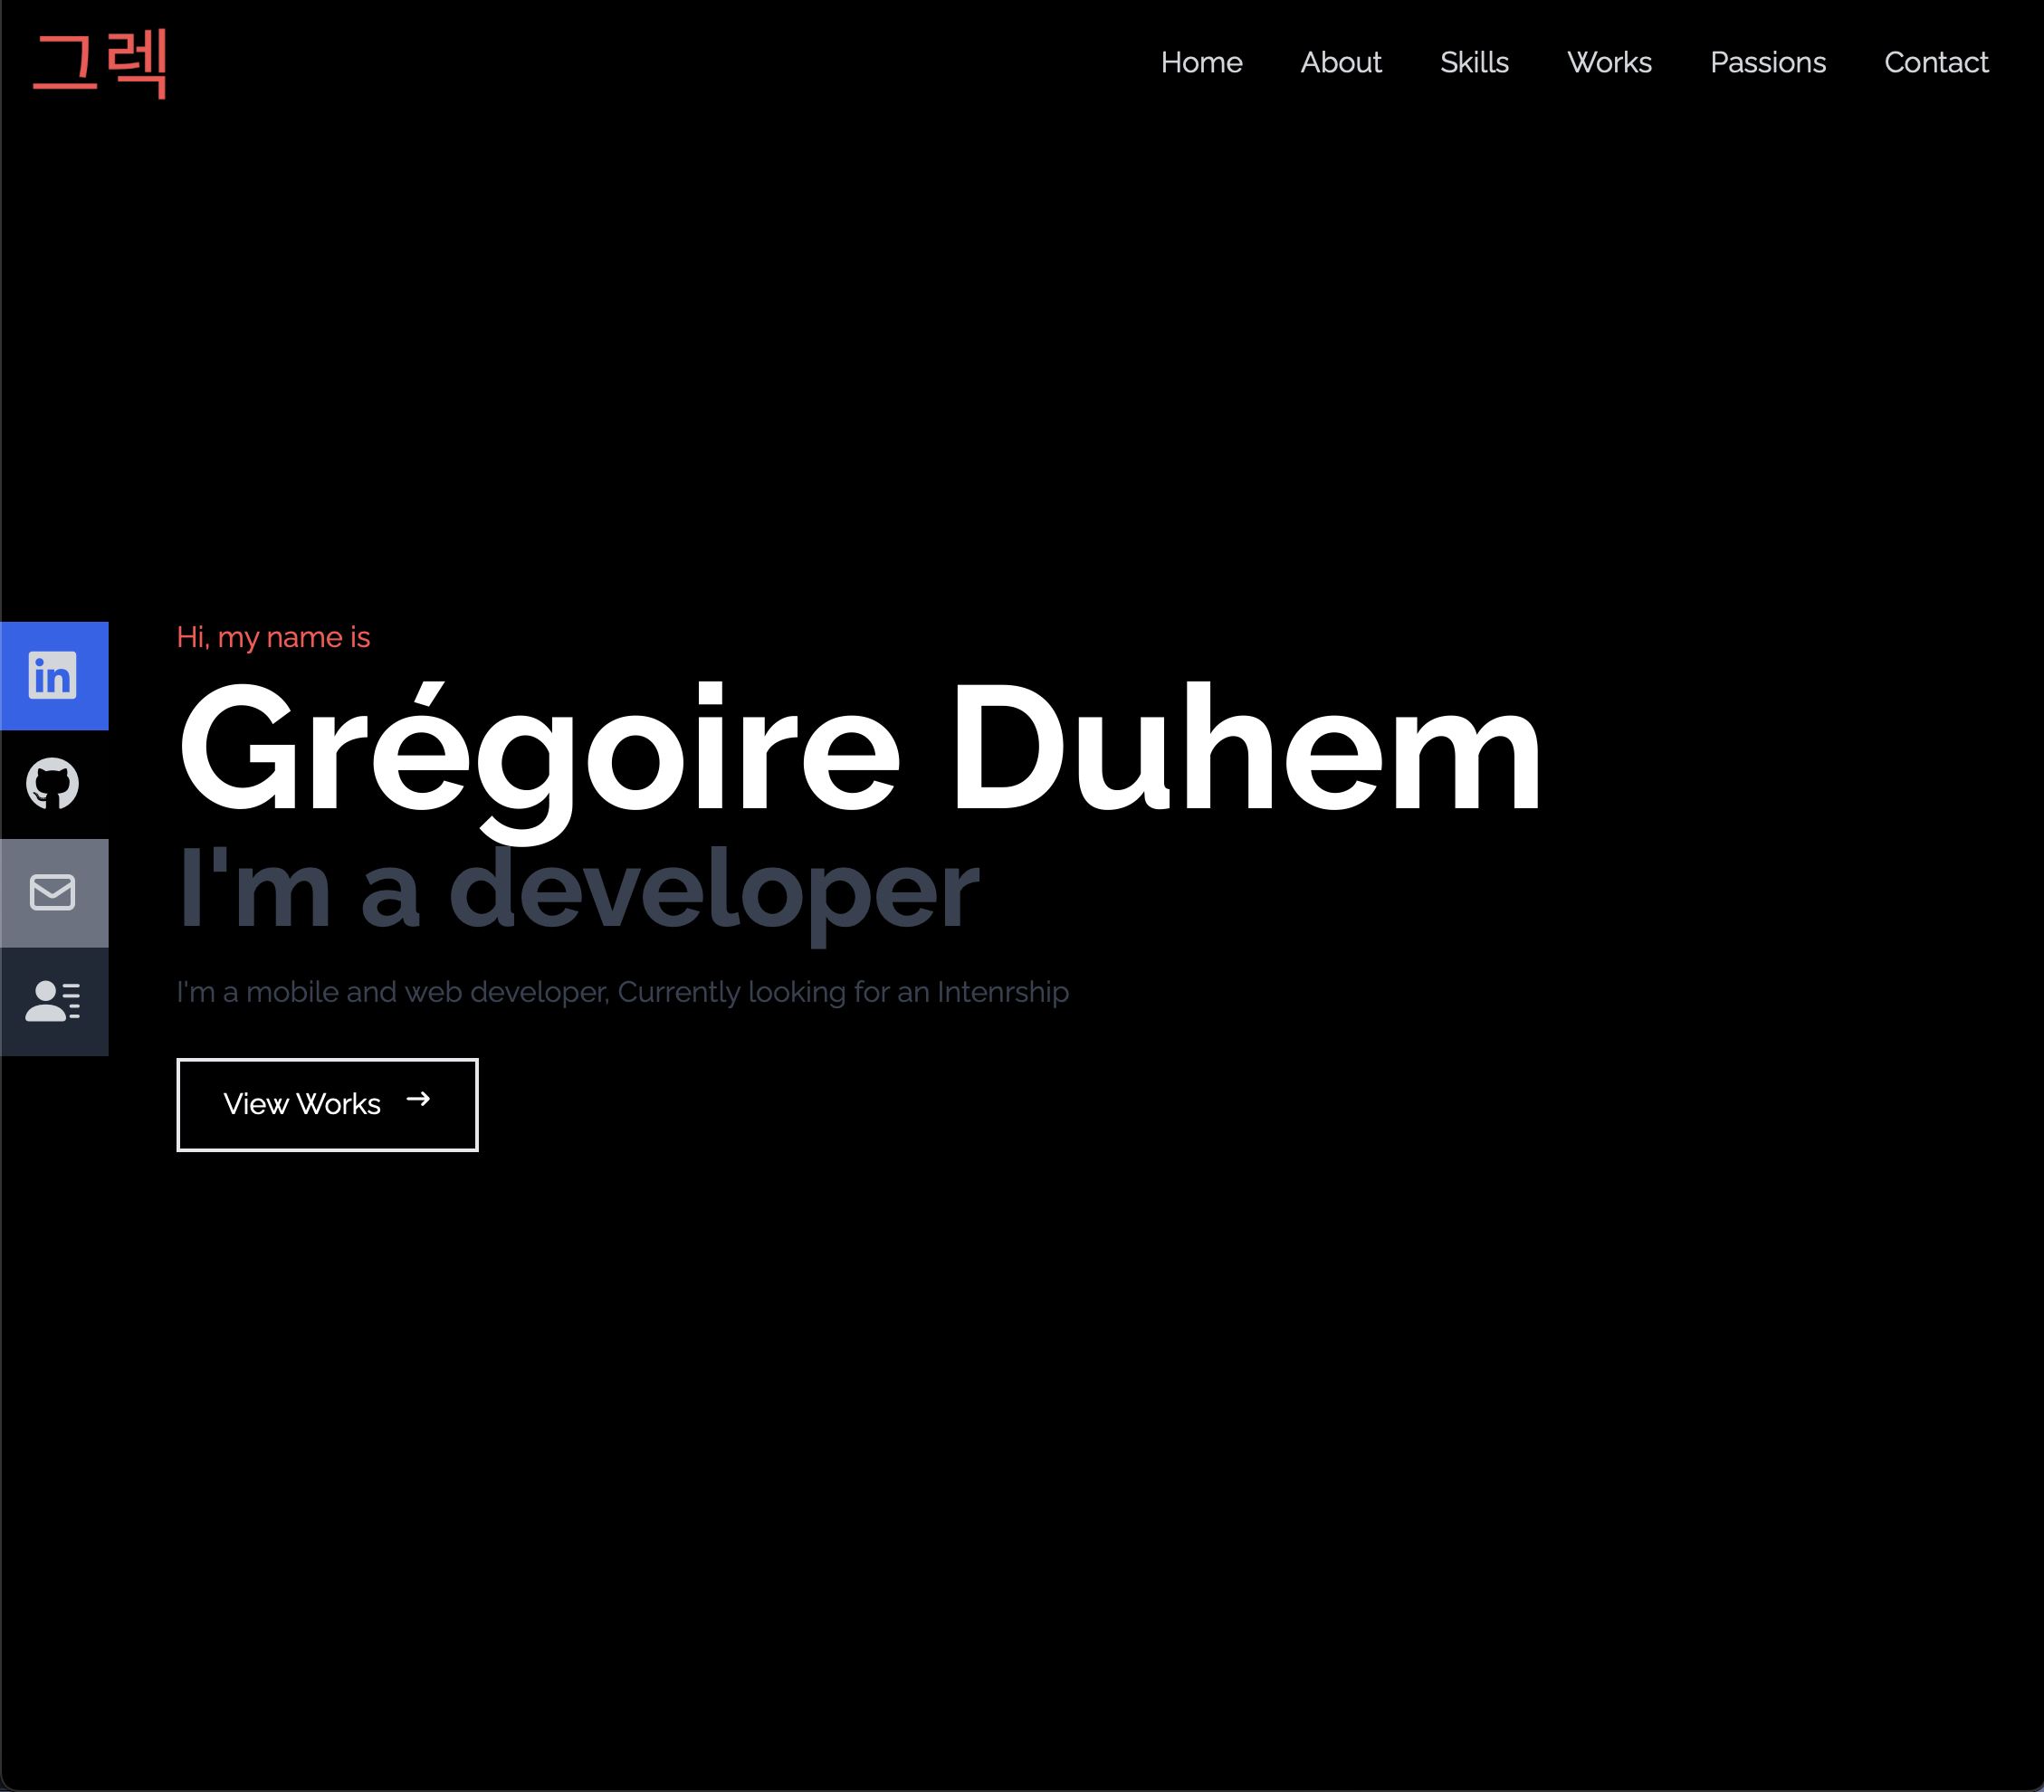 그렉
Home About Skills Works Passions Contact
Hi, my name is
Grégoire Duhem
I'm a developer
I'm a mobile and web developer, Currently looking for an Internship
View Works →